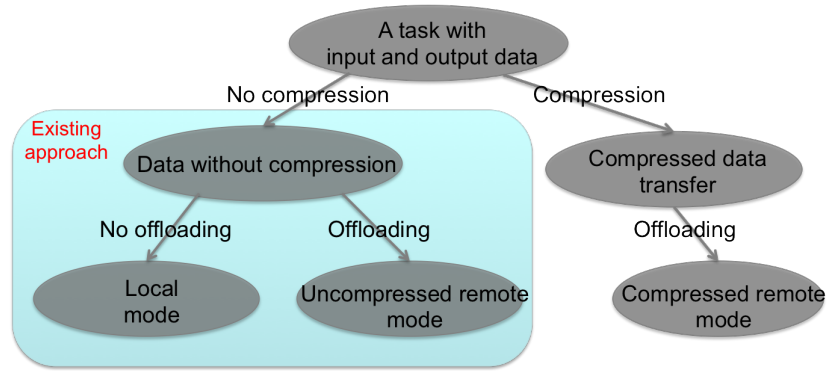 A task with
input and output data
No compression
Compression
Existing
approach
Data without compression
Compressed data
transfer
No offloading
Offloading
Offloading
Local
mode
Uncompressed remote
mode
Compressed remote
mode